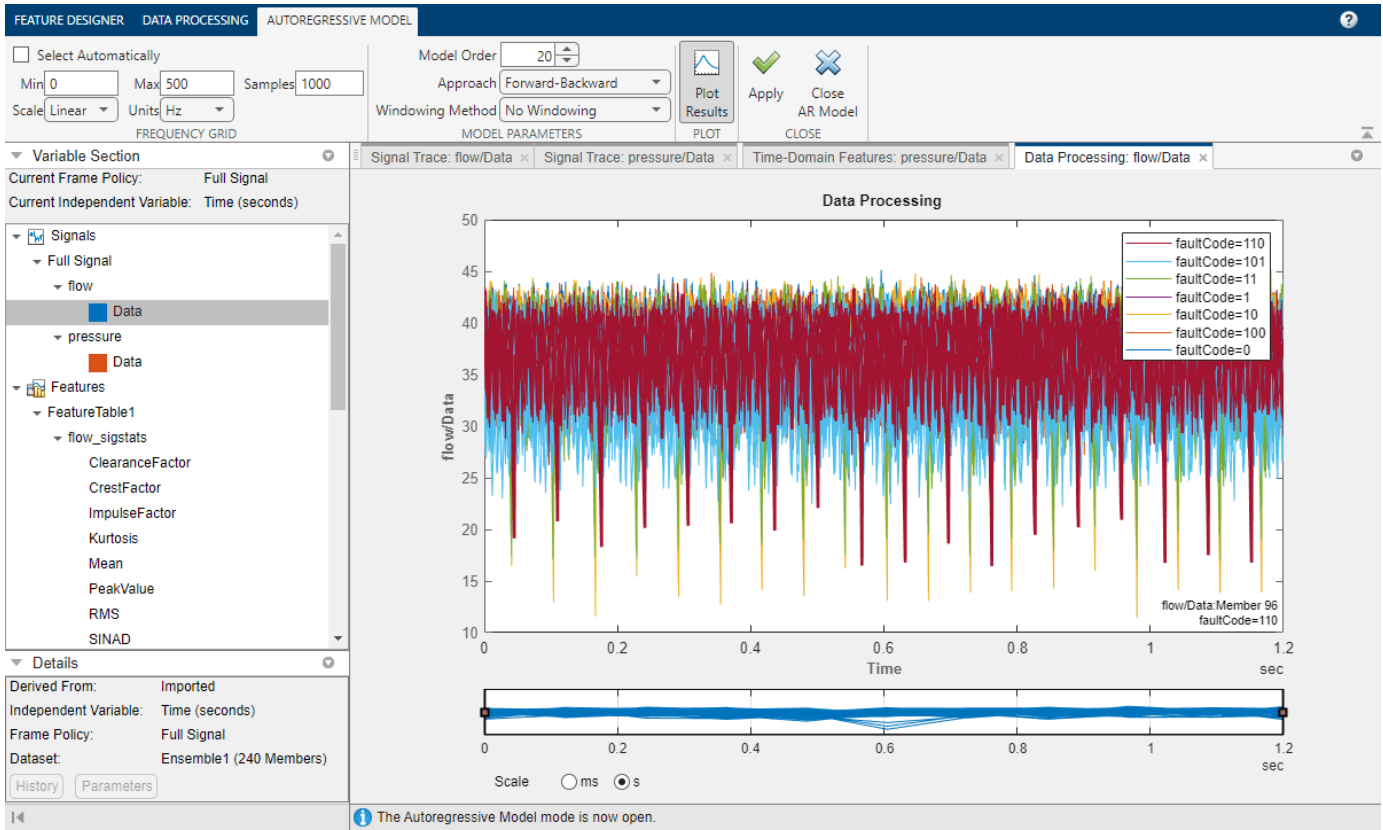 FEATURE DESIGNER DATA PROCESSING AUTOREGRESSIVE MODEL
Select Automatically
Min 0 Max 500 Samples 1000
Scale Linear Units Hz
FREQUENCY GRID
Model Order 20
Approach Forward-Backward
Windowing Method No Windowing
MODEL PARAMETERS
Plot Results
PLOT
Apply
Close AR Model
CLOSE
Variable Section
Current Frame Policy: Full Signal
Current Independent Variable: Time (seconds)
Signals
Full Signal
flow
Data
pressure
Data
Features
FeatureTable1
flow_sigstats
ClearanceFactor
CrestFactor
ImpulseFactor
Kurtosis
Mean
PeakValue
RMS
SINAD
Details
Derived From: Imported
Independent Variable: Time (seconds)
Frame Policy: Full Signal
Dataset: Ensemble1 (240 Members)
History Parameters
Signal Trace: flow/Data Signal Trace: pressure/Data Time-Domain Features: pressure/Data Data Processing: flow/Data
Data Processing
50
45
40
35
30
25
20
15
10
flow/Data
faultCode=110
faultCode=101
faultCode=11
faultCode=1
faultCode=10
faultCode=100
faultCode=0
flow/Data:Member 96
faultCode=110
0 0.2 0.4 0.6 0.8 1 1.2
Time
sec
0 0.2 0.4 0.6 0.8 1 1.2
sec
Scale ms s
The Autoregressive Model mode is now open.